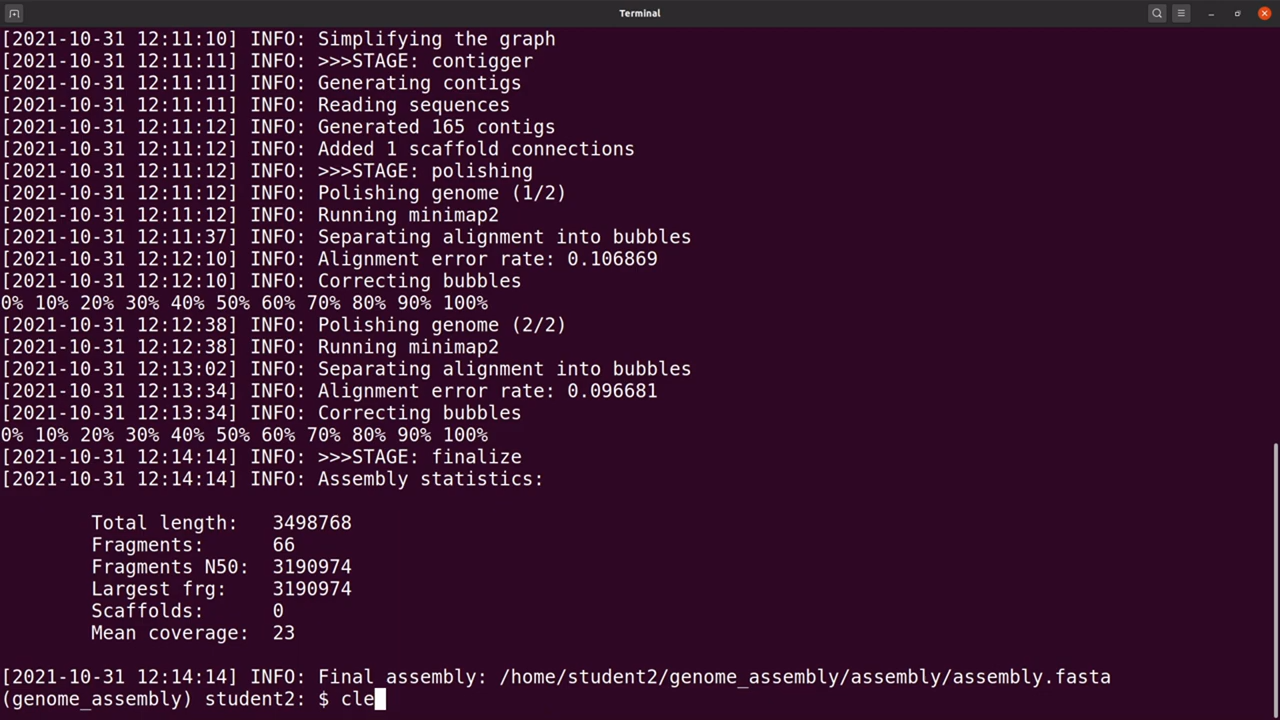 Terminal
[2021-10-31 12:11:10] INFO: Simplifying the graph
[2021-10-31 12:11:11] INFO: >>>STAGE: contigger
[2021-10-31 12:11:11] INFO: Generating contigs
[2021-10-31 12:11:11] INFO: Reading sequences
[2021-10-31 12:11:12] INFO: Generated 165 contigs
[2021-10-31 12:11:12] INFO: Added 1 scaffold connections
[2021-10-31 12:11:12] INFO: >>>STAGE: polishing
[2021-10-31 12:11:12] INFO: Polishing genome (1/2)
[2021-10-31 12:11:12] INFO: Running minimap2
[2021-10-31 12:11:37] INFO: Separating alignment into bubbles
[2021-10-31 12:12:10] INFO: Alignment error rate: 0.106869
[2021-10-31 12:12:10] INFO: Correcting bubbles
0% 10% 20% 30% 40% 50% 60% 70% 80% 90% 100%
[2021-10-31 12:12:38] INFO: Polishing genome (2/2)
[2021-10-31 12:12:38] INFO: Running minimap2
[2021-10-31 12:13:02] INFO: Separating alignment into bubbles
[2021-10-31 12:13:34] INFO: Alignment error rate: 0.096681
[2021-10-31 12:13:34] INFO: Correcting bubbles
0% 10% 20% 30% 40% 50% 60% 70% 80% 90% 100%
[2021-10-31 12:14:14] INFO: >>>STAGE: finalize
[2021-10-31 12:14:14] INFO: Assembly statistics:
Total length: 3498768
Fragments: 66
Fragments N50: 3190974
Largest frg: 3190974
Scaffolds: 0
Mean coverage: 23
[2021-10-31 12:14:14] INFO: Final assembly: /home/student2/genome_assembly/assembly/assembly.fasta
(genome_assembly) student2: $ cle